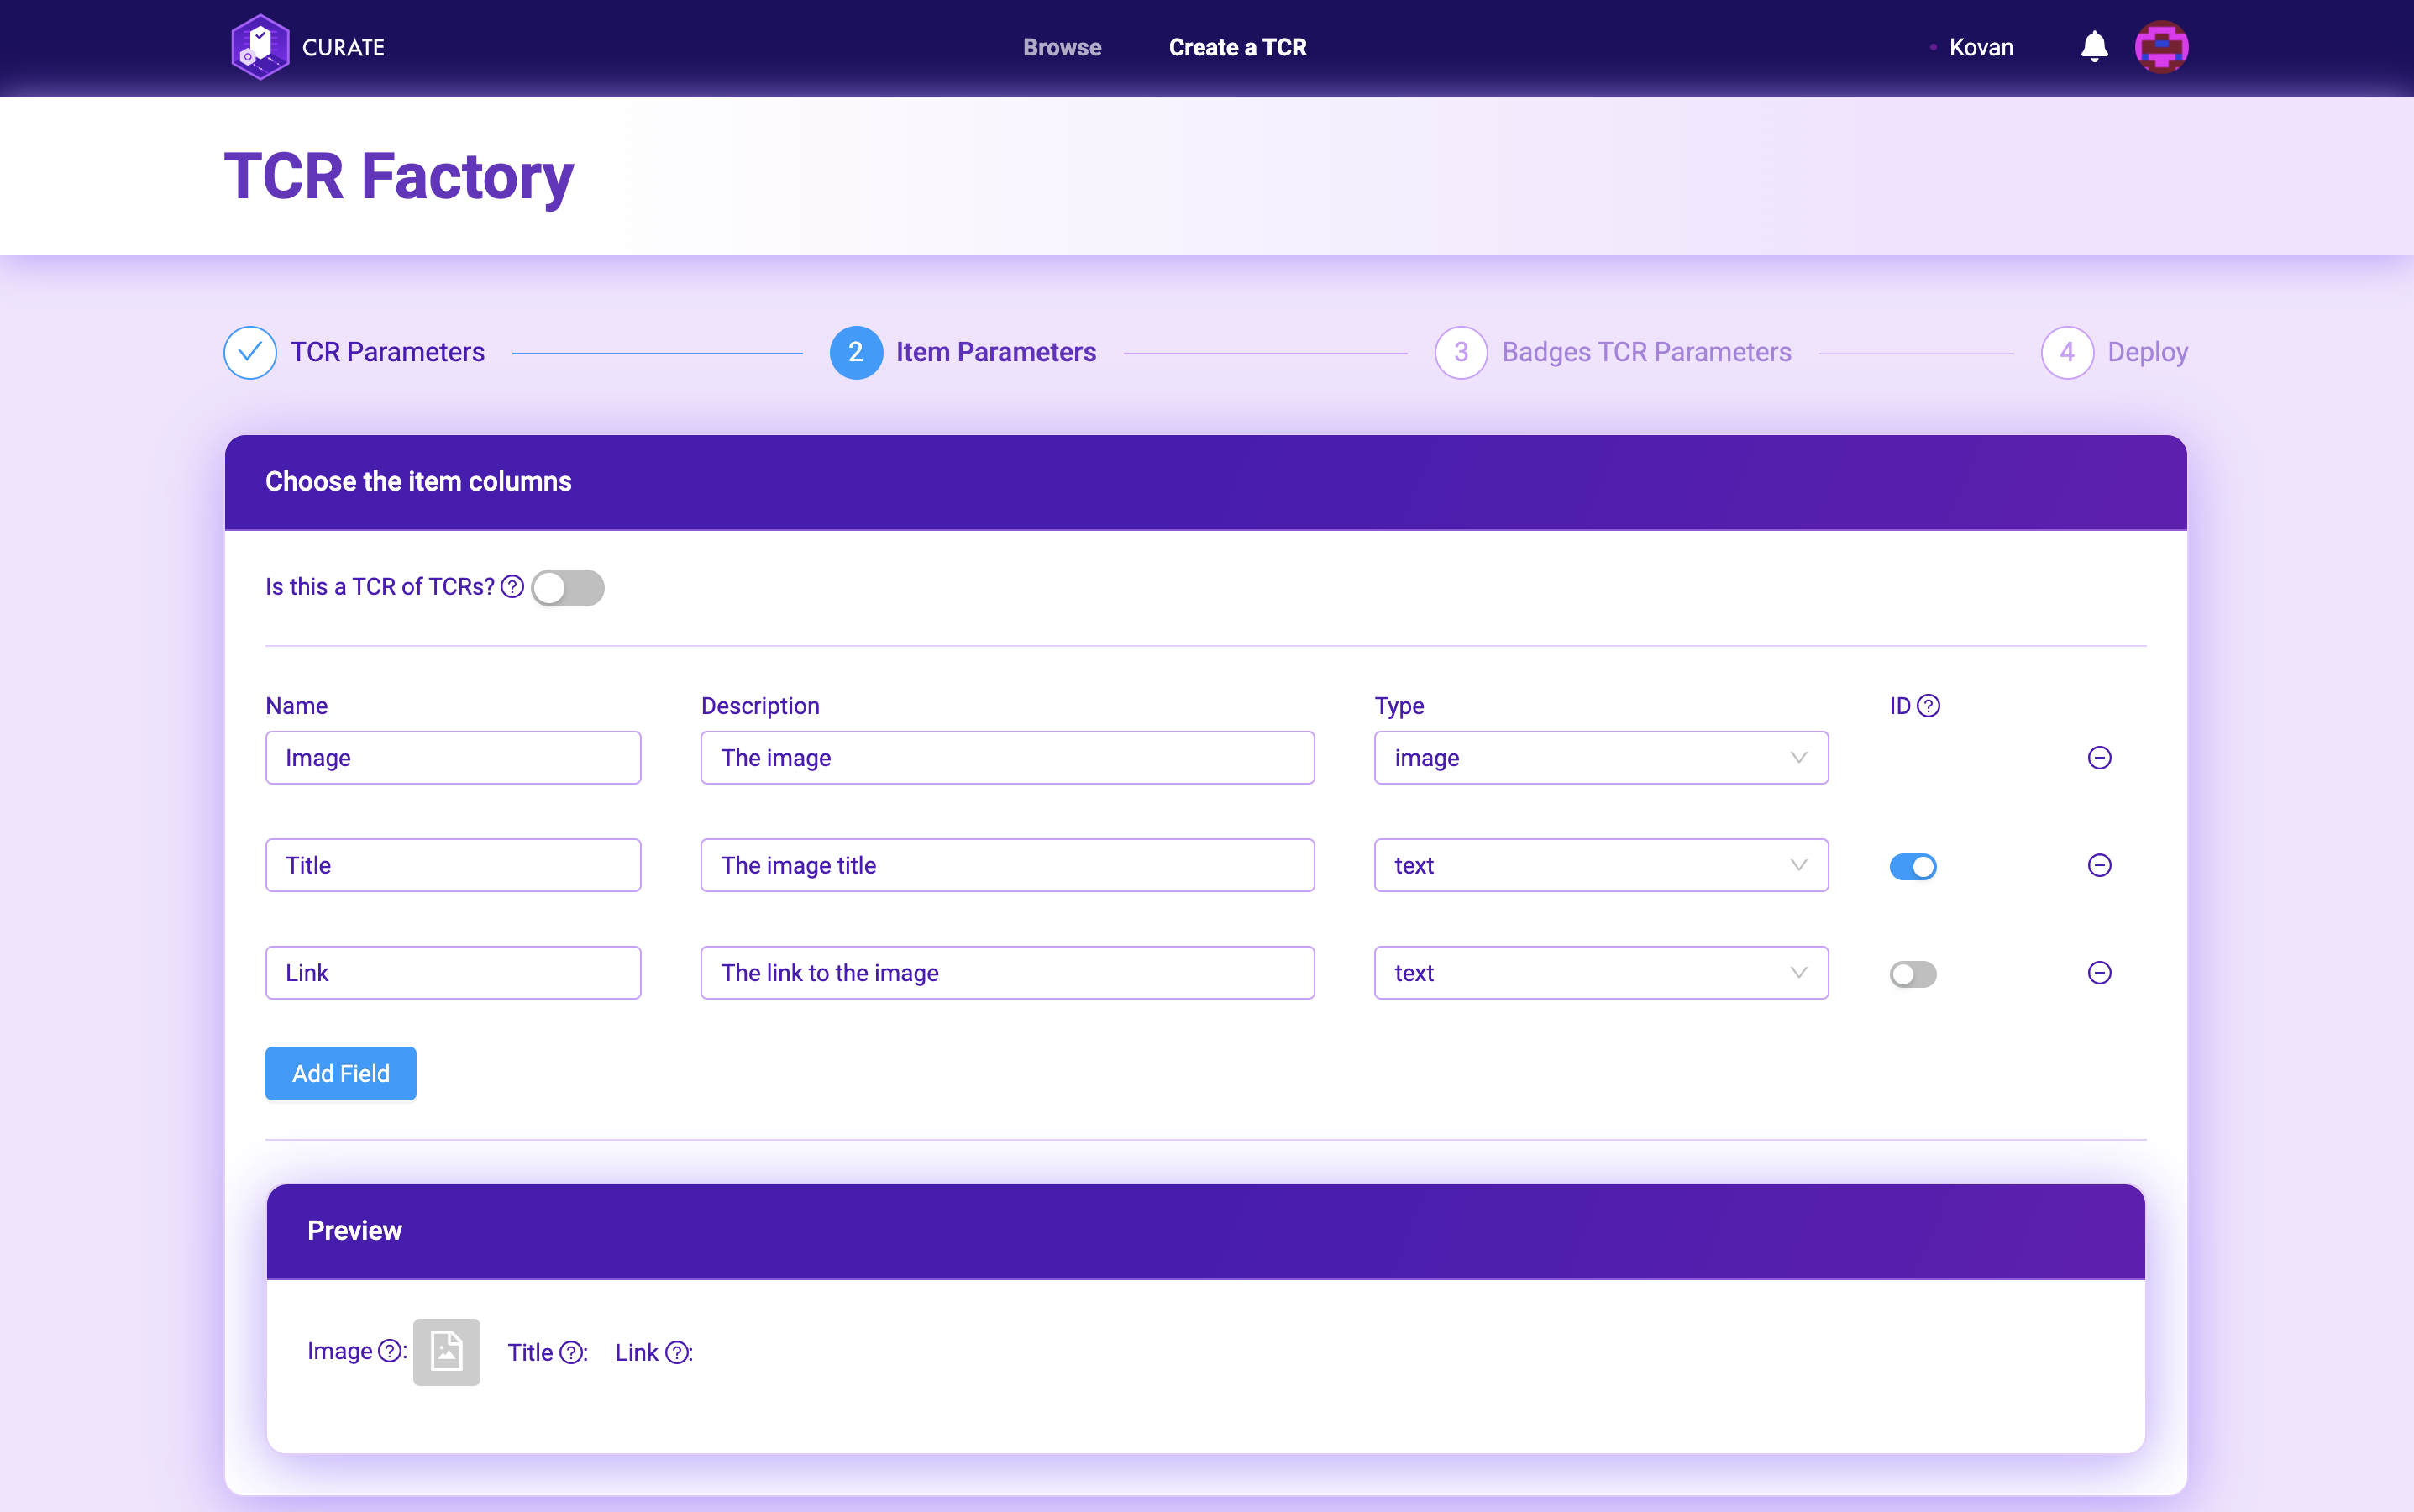 CURATE
Browse
Create a TCR
Kovan
TCR Factory
TCR Parameters
2 Item Parameters
3 Badges TCR Parameters
4 Deploy
Choose the item columns
Is this a TCR of TCRs? ?
Name Description Type ID ?
Image The image image
Title The image title text
Link The link to the image text
Add Field
Preview
Image ?: Title ?: Link ?: